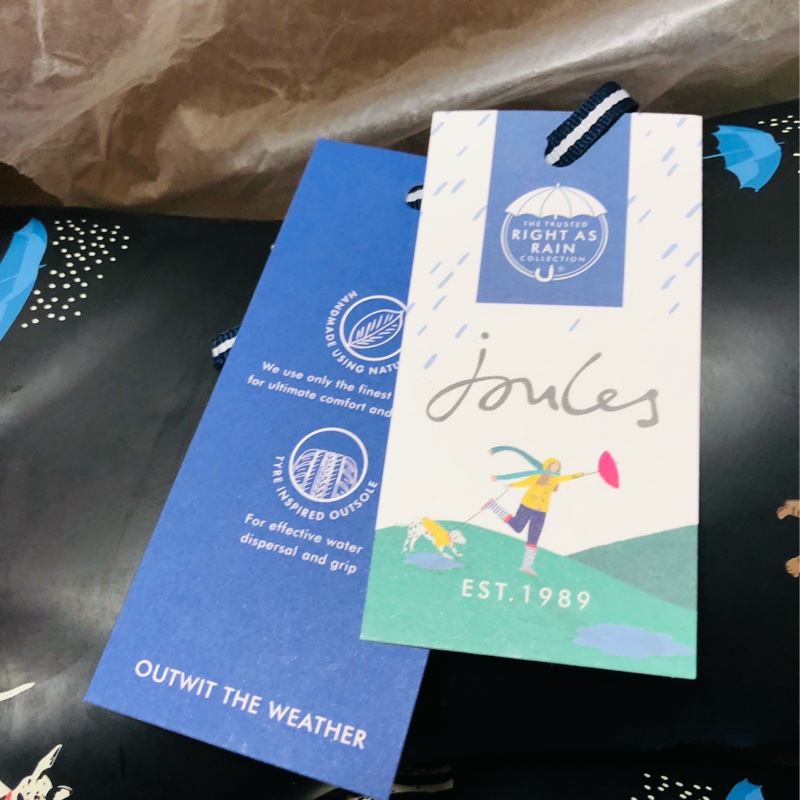 THE TRUSTED
RIGHT AS
RAIN
COLLECTION
joules
EST. 1989
HANDMADE USING
We use only the finest
for ultimate comfort and
TYRE INSPIRED OUTSOLE
For effective water
dispersal and grip
OUTWIT THE WEATHER